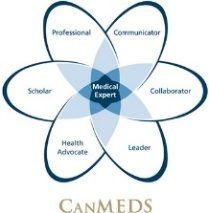 Professional
Communicator
Scholar
Medical
Expert
Collaborator
Health
Advocate
Leader
CANMEDS